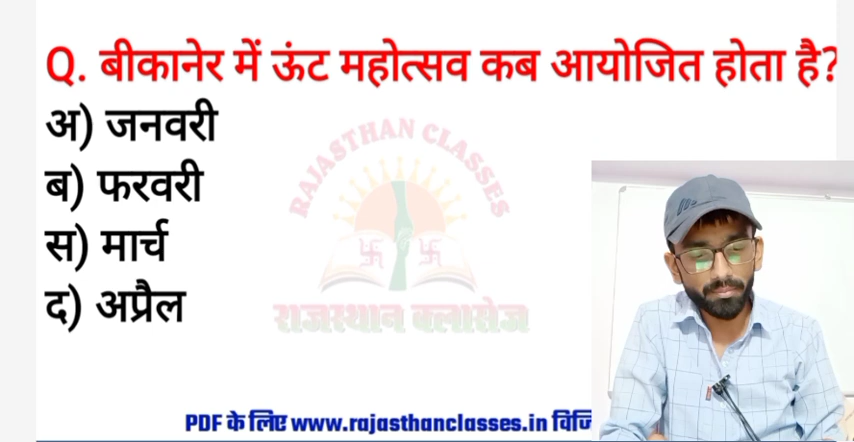 Q. बीकानेर में ऊंट महोत्सव कब आयोजित होता है?
अ) जनवरी
ब) फरवरी
स) मार्च
द) अप्रैल
RAJASTHAN CLASSES
राजस्थान क्लासेज
PDF के लिए www.rajasthanclasses.in